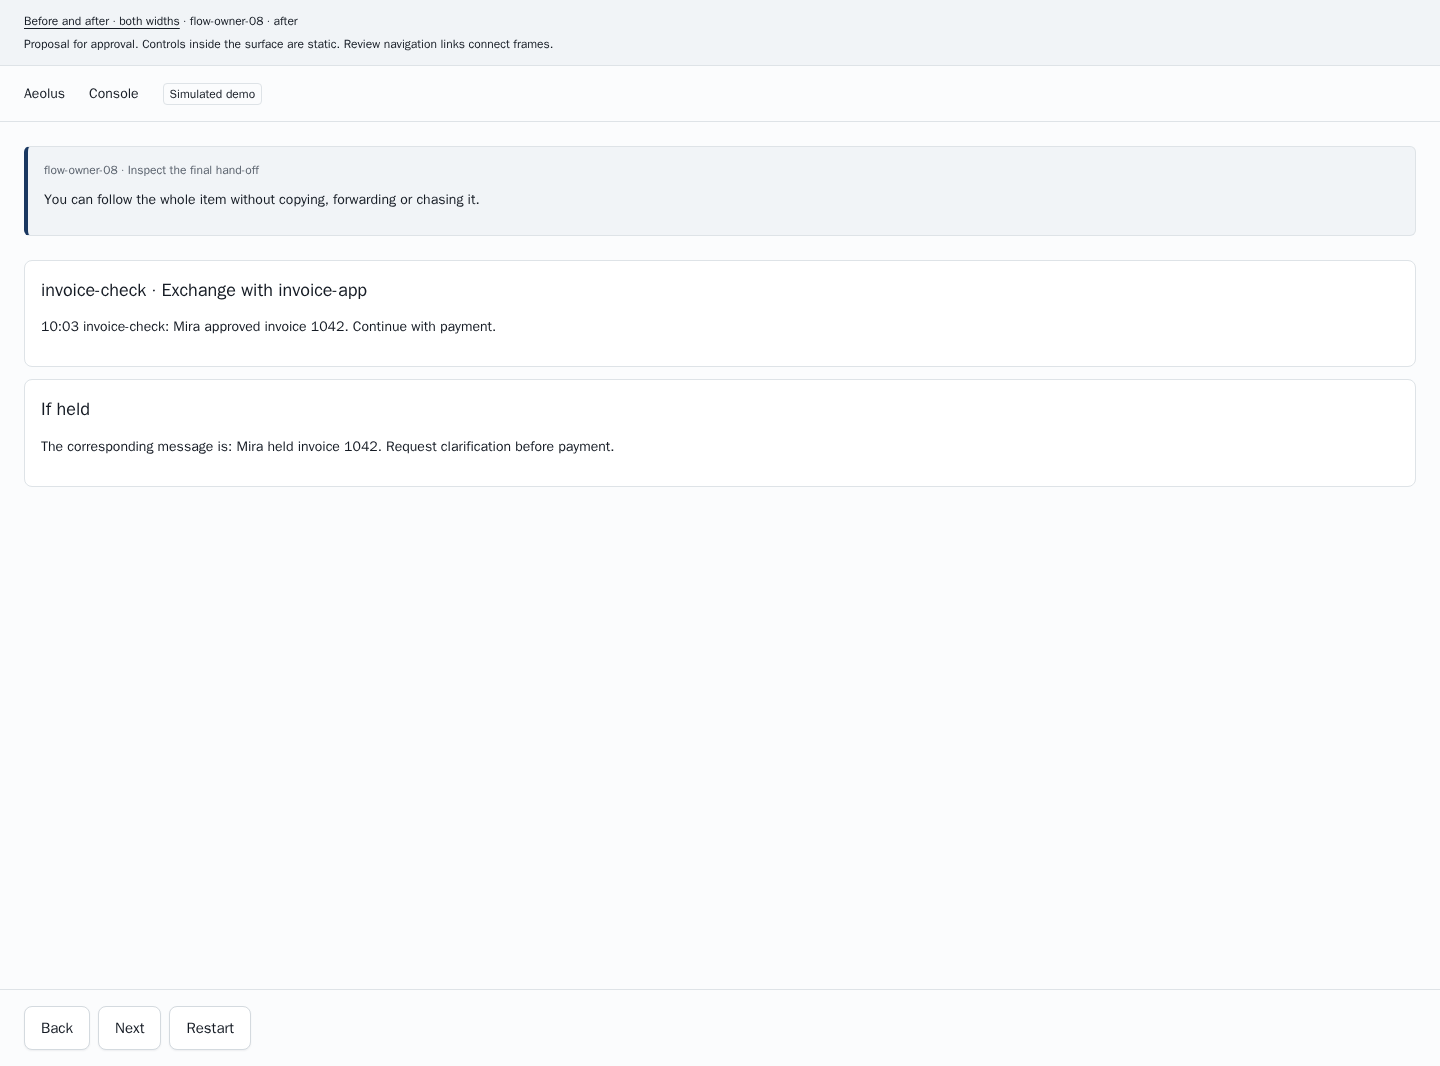 Before and after · both widths · flow-owner-08 · after
Proposal for approval. Controls inside the surface are static. Review navigation links connect frames.
Aeolus Console Simulated demo
flow-owner-08 · Inspect the final hand-off
You can follow the whole item without copying, forwarding or chasing it.
invoice-check · Exchange with invoice-app
10:03 invoice-check: Mira approved invoice 1042. Continue with payment.
If held
The corresponding message is: Mira held invoice 1042. Request clarification before payment.
Back Next Restart